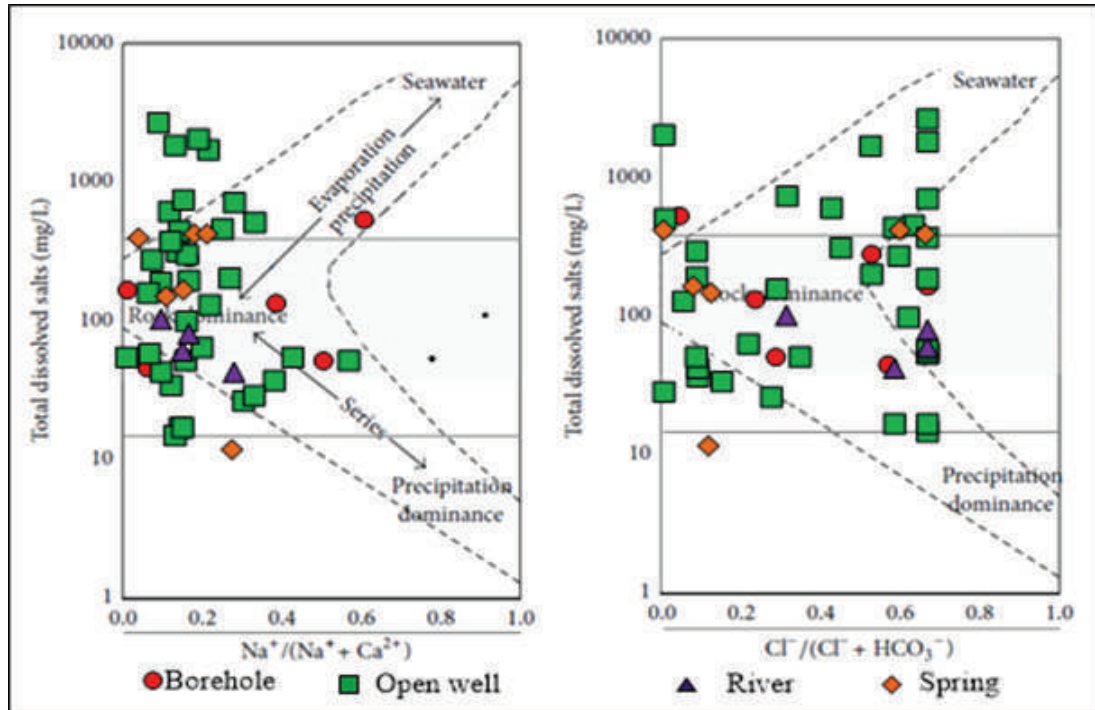 10000
1000
100
10
1
Total dissolved salts (mg/L)
Seawater
Evaporation
precipitation
Rock dominance
Series
Precipitation
dominance
0.0 0.2 0.4 0.6 0.8 1.0
Na⁺/(Na⁺ + Ca²⁺)
10000
1000
100
10
1
Total dissolved salts (mg/L)
Seawater
Rock dominance
Precipitation
dominance
0.0 0.2 0.4 0.6 0.8 1.0
Cl⁻/(Cl⁻ + HCO₃⁻)
Borehole Open well River Spring